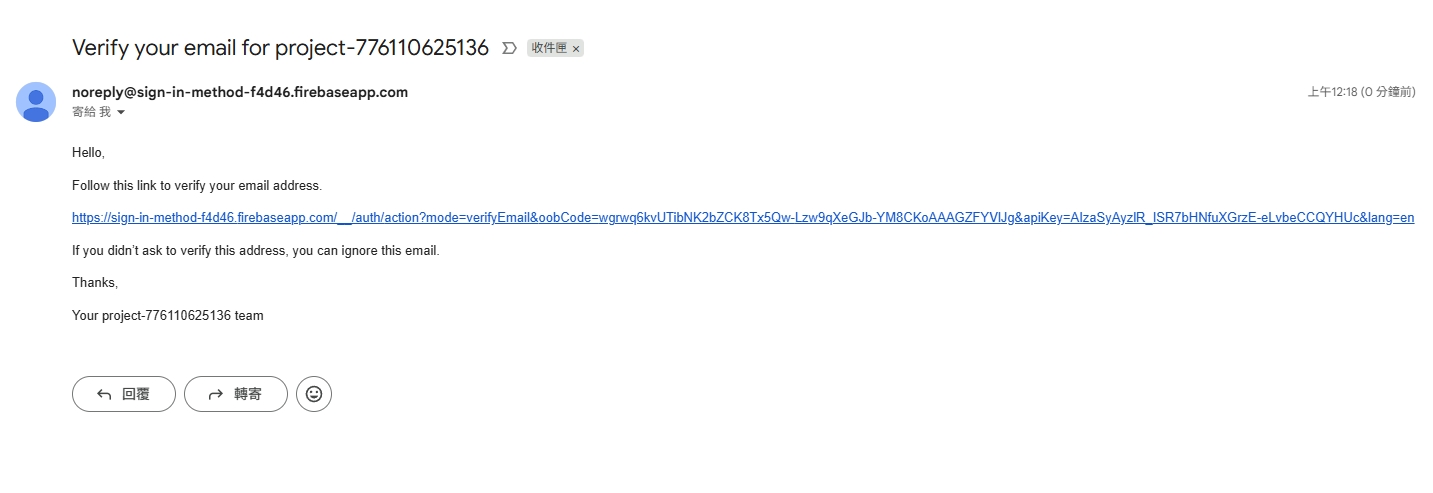 Verify your email for project-776110625136 收件匣 ×
noreply@sign-in-method-f4d46.firebaseapp.com 上午12:18 (0 分鐘前)
寄給 我
Hello,
Follow this link to verify your email address.
https://sign-in-method-f4d46.firebaseapp.com/__/auth/action?mode=verifyEmail&oobCode=wgrwq6kvUTibNK2bZCK8Tx5Qw-Lzw9qXeGJb-YM8CKoAAAGZFYVlJg&apiKey=AIzaSyAyzlR_ISR7bHNfuXGrzE-eLvbeCCQYHUc&lang=en
If you didn’t ask to verify this address, you can ignore this email.
Thanks,
Your project-776110625136 team
回覆 轉寄